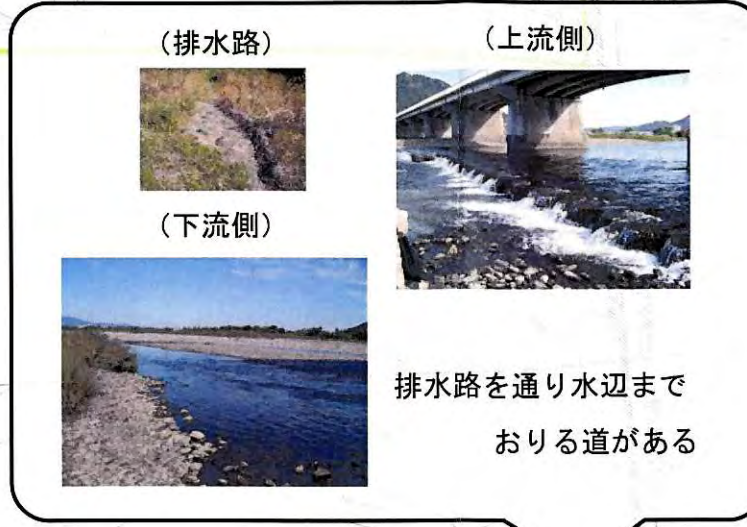 (排水路)
(上流側)
(下流側)
排水路を通り水辺まで
おりる道がある